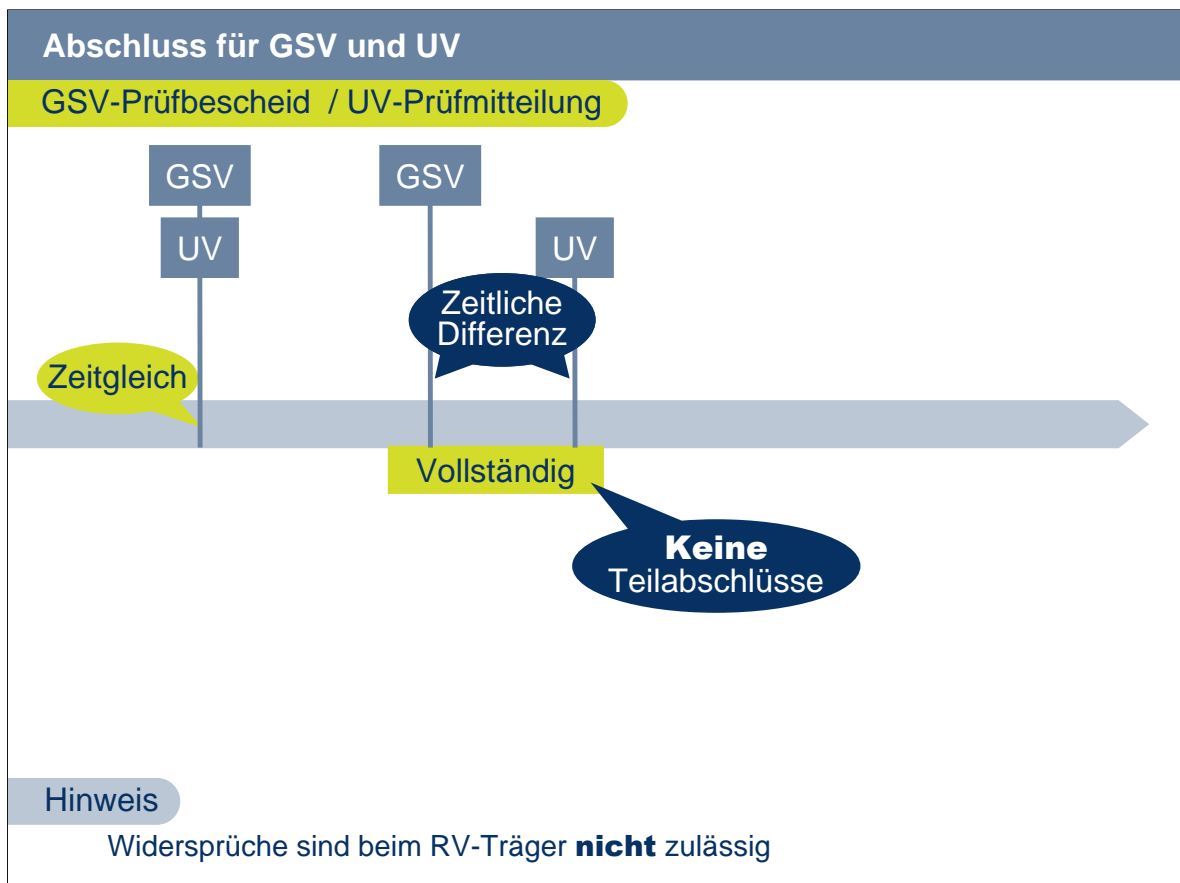 Abschluss für GSV und UV
GSV-Prüfbescheid / UV-Prüfmitteilung
GSV
GSV
UV
UV
Zeitliche
Differenz
Zeitgleich
Vollständig
Keine
Teilabschlüsse
Hinweis
Widersprüche sind beim RV-Träger nicht zulässig